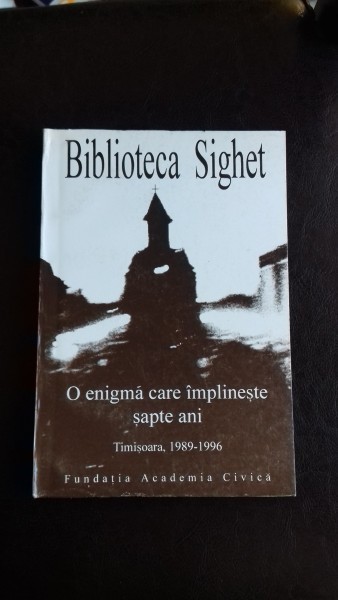 Biblioteca Sighet
O enigmă care împlinește
șapte ani
Timișoara, 1989-1996
Fundația Academia Civică